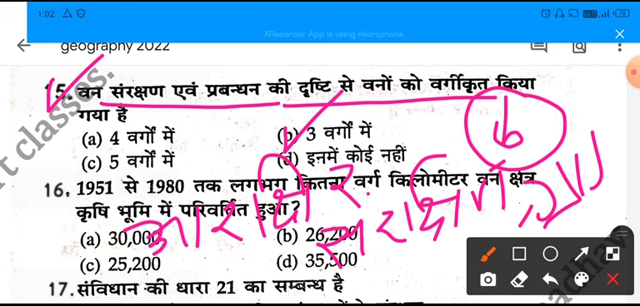 1:02
XRecorder App is using microphone
geography 2022
15. वन संरक्षण एवं प्रबन्धन की दृष्टि से वनों को वर्गीकृत किया
गया है
(a) 4 वर्गों में (b) 3 वर्गों में
(c) 5 वर्गों में (d) इनमें कोई नहीं
b
16. 1951 से 1980 तक लगभग कितना वर्ग किलोमीटर वन क्षेत्र
कृषि भूमि में परिवर्तित हुआ?
(a) 30,000 (b) 26,200
(c) 25,200 (d) 35,500
17. संविधान की धारा 21 का सम्बन्ध है
classes.